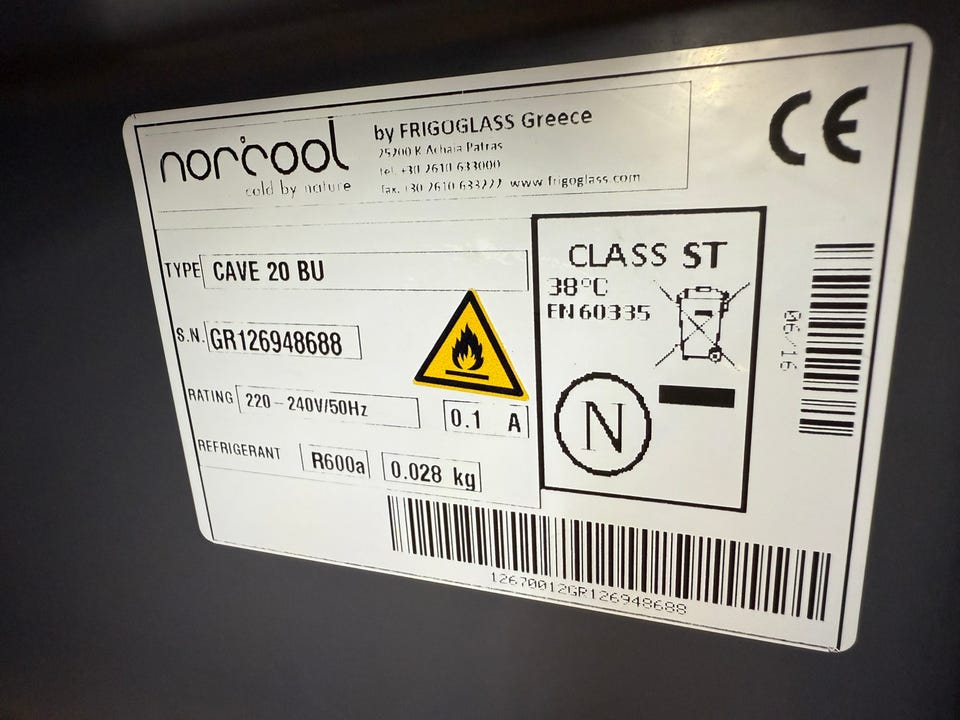 norcool
cold by nature
by FRIGOGLASS Greece
25200 K Achaia Patras
tel. +30 2610 633000
fax. +30 2610 633222 www frigoglass.com
CE
TYPE CAVE 20 BU
S.N. GR126948688
RATING 220-240V/50Hz 0.1 A
REFRIGERANT R600a 0.028 kg
CLASS ST
38°C
EN 60335
N
06/16
12670012GR126948688